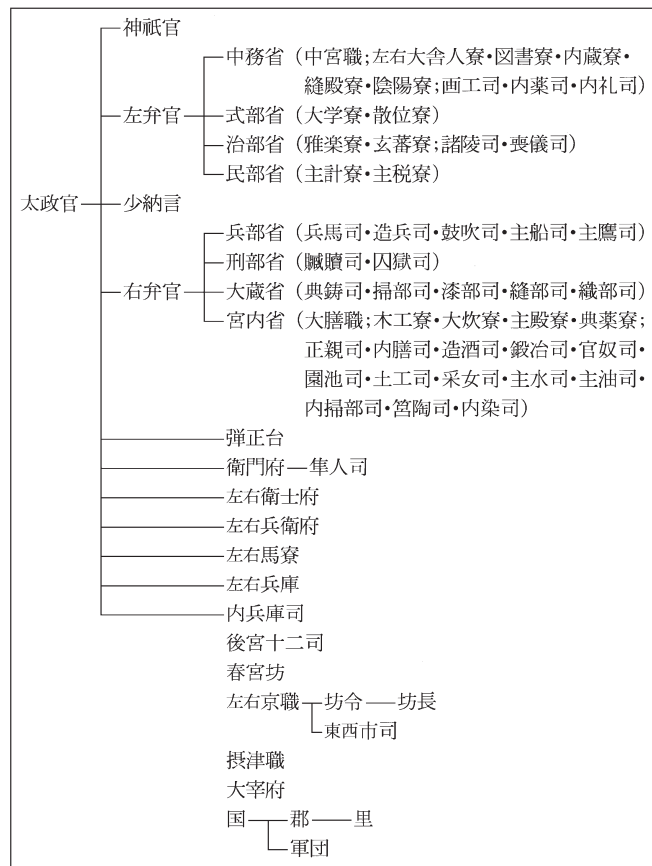 神祇官
中務省（中宮職;左右大舎人寮・図書寮・内蔵寮・
縫殿寮・陰陽寮;画工司・内薬司・内礼司）
左弁官 式部省（大学寮・散位寮）
治部省（雅楽寮・玄蕃寮;諸陵司・喪儀司）
民部省（主計寮・主税寮）
太政官 少納言
兵部省（兵馬司・造兵司・鼓吹司・主船司・主鷹司）
刑部省（贓贖司・囚獄司）
右弁官 大蔵省（典鋳司・掃部司・漆部司・縫部司・織部司）
宮内省（大膳職;木工寮・大炊寮・主殿寮・典薬寮;
正親司・内膳司・造酒司・鍛冶司・官奴司・
園池司・土工司・采女司・主水司・主油司・
内掃部司・筥陶司・内染司）
弾正台
衛門府 隼人司
左右衛士府
左右兵衛府
左右馬寮
左右兵庫
内兵庫司
後宮十二司
春宮坊
左右京職 坊令 坊長
東西市司
摂津職
大宰府
国 郡 里
軍団